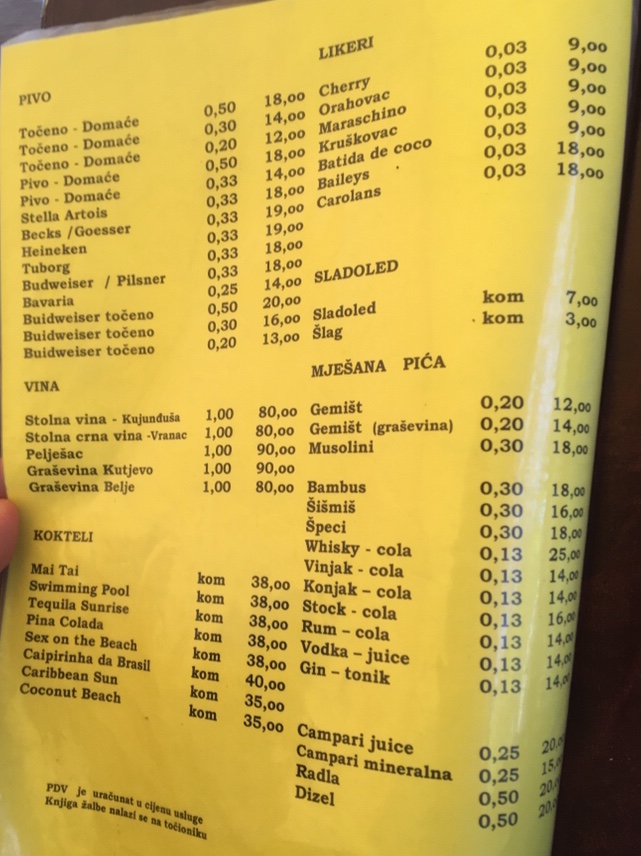 PIVO
Točeno - Domaće 0,50 18,00
Točeno - Domaće 0,30 14,00
Točeno - Domaće 0,20 12,00
Pivo - Domaće 0,50 18,00
Pivo - Domaće 0,33 14,00
Stella Artois 0,33 18,00
Becks /Goesser 0,33 19,00
Heineken 0,33 19,00
Tuborg 0,33 18,00
Budweiser / Pilsner 0,33 18,00
Bavaria 0,25 14,00
Buidweiser točeno 0,50 20,00
Buidweiser točeno 0,30 16,00
Buidweiser točeno 0,20 13,00
VINA
Stolna vina - Kujunđuša 1,00 80,00
Stolna crna vina -Vranac 1,00 80,00
Pelješac 1,00 90,00
Graševina Kutjevo 1,00 90,00
Graševina Belje 1,00 80,00
KOKTELI
Mai Tai kom 38,00
Swimming Pool kom 38,00
Tequila Sunrise kom 38,00
Pina Colada kom 38,00
Sex on the Beach kom 38,00
Caipirinha da Brasil kom 40,00
Caribbean Sun kom 35,00
Coconut Beach kom 35,00
PDV je uračunat u cijenu usluge
Knjiga žalbe nalazi se na točioniku
LIKERI
Cherry 0,03 9,00
Orahovac 0,03 9,00
Maraschino 0,03 9,00
Kruškovac 0,03 9,00
Batida de coco 0,03 9,00
Baileys 0,03 18,00
Carolans 0,03 18,00
SLADOLED
Sladoled kom 7,00
Šlag kom 3,00
MJEŠANA PIĆA
Gemišt 0,20 12,00
Gemišt (graševina) 0,20 14,00
Musolini 0,30 18,00
Bambus 0,30 18,00
Šišmiš 0,30 16,00
Špeci 0,30 18,00
Whisky - cola 0,13 25,00
Vinjak - cola 0,13 14,00
Konjak – cola 0,13 14,00
Stock - cola 0,13 16,00
Rum – cola 0,13 14,00
Vodka – juice 0,13 14,00
Gin – tonik 0,13 14,00
Campari juice 0,25
Campari mineralna 0,25
Radla 0,50
Dizel 0,50